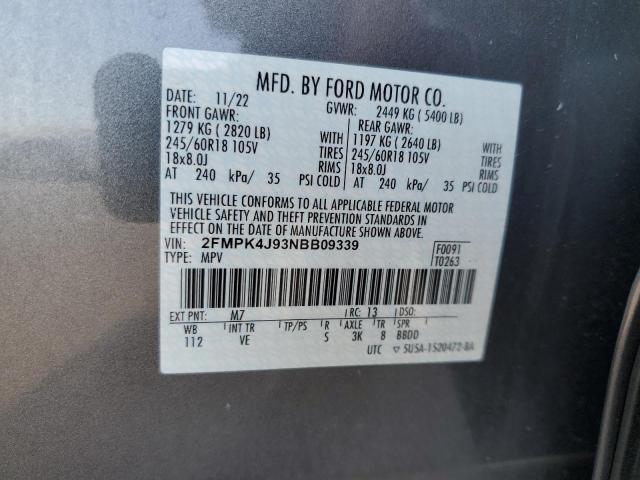 MFD. BY FORD MOTOR CO.
DATE: 11/22 GVWR: 2449 KG ( 5400 LB)
FRONT GAWR: REAR GAWR:
1279 KG ( 2820 LB) WITH 1197 KG ( 2640 LB) WITH
245/60R18 105V TIRES 245/60R18 105V TIRES
18x8.0J RIMS 18x8.0J RIMS
AT 240 kPa/ 35 PSI COLD AT 240 kPa/ 35 PSI COLD
THIS VEHICLE CONFORMS TO ALL APPLICABLE FEDERAL MOTOR
VEHICLE SAFETY AND THEFT PREVENTION STANDARDS IN
EFFECT ON THE DATE OF MANUFACTURE SHOWN ABOVE.
VIN: 2FMPK4J93NBB09339 F0091
TYPE: MPV T0263
EXT PNT: M7 RC: 13 DSO:
WB INT TR TP/PS R AXLE TR SPR
112 VE S 3K 8 BBDD
UTC ▽ 5USA-1520472-BA